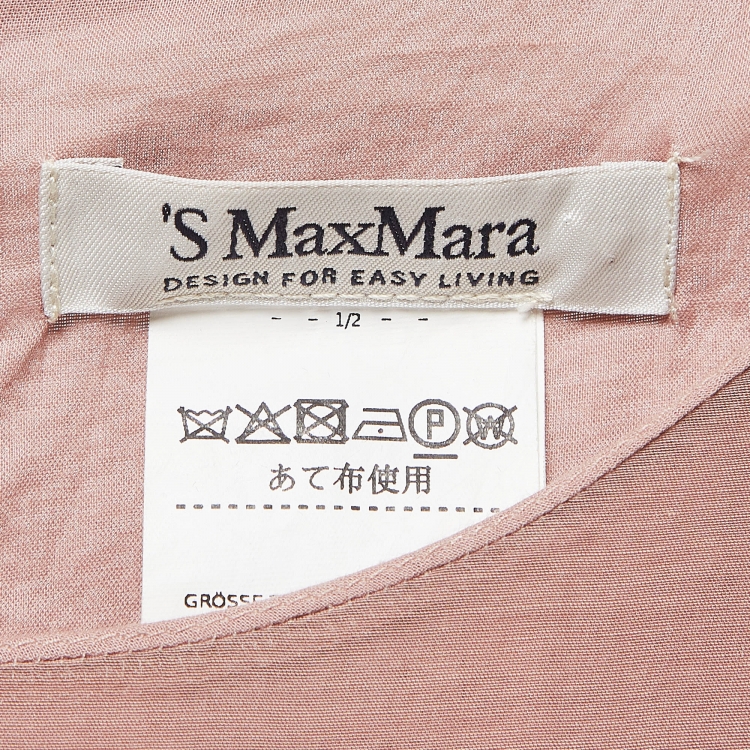 'S MaxMara
DESIGN FOR EASY LIVING
- - 1/2 - -
P W
あて布使用
GRÖSSE